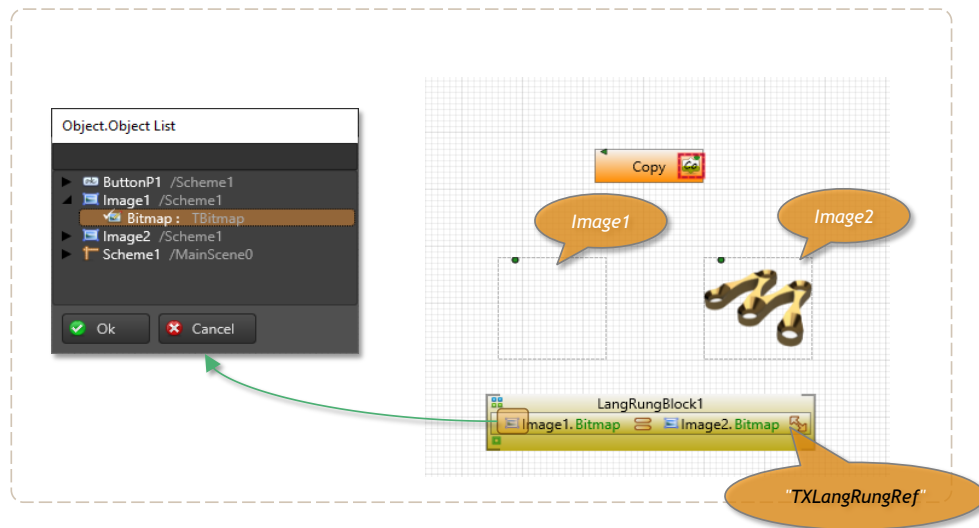 Object.Object List
ButtonP1 /Scheme1
Image1 /Scheme1
Bitmap : TBitmap
Image2 /Scheme1
Scheme1 /MainScene0
Ok Cancel
Copy Go
Image1
Image2
LangRungBlock1
Image1.Bitmap Image2.Bitmap
"TXLangRungRef"